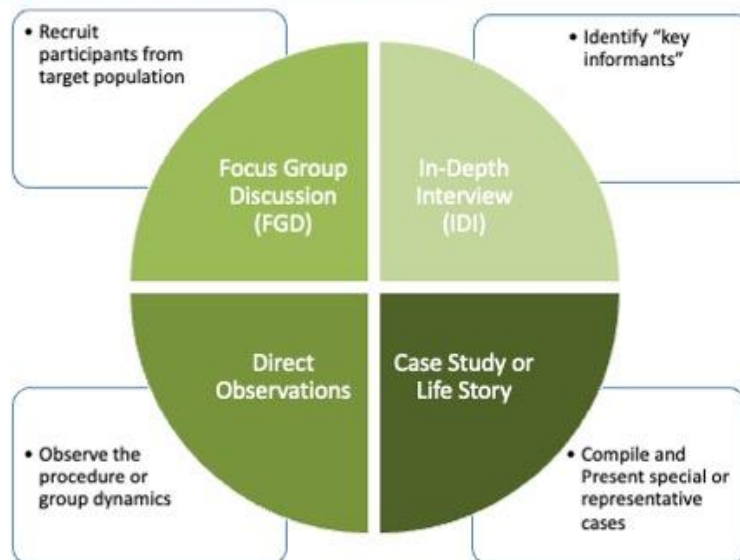 • Recruit
participants from
target population
• Identify “key
informants”
Focus Group
Discussion
(FGD)
In-Depth
Interview
(IDI)
Direct
Observations
Case Study or
Life Story
• Observe the
procedure or
group dynamics
• Compile and
Present special or
representative
cases